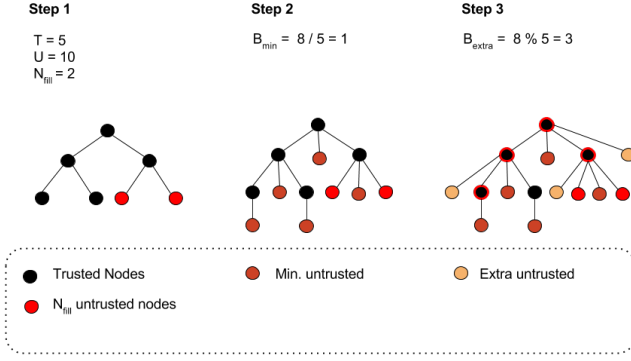 Step 1
T = 5
U = 10
Nfill = 2
Step 2
Bmin = 8 / 5 = 1
Step 3
Bextra = 8 % 5 = 3
Trusted Nodes
Nfill untrusted nodes
Min. untrusted
Extra untrusted